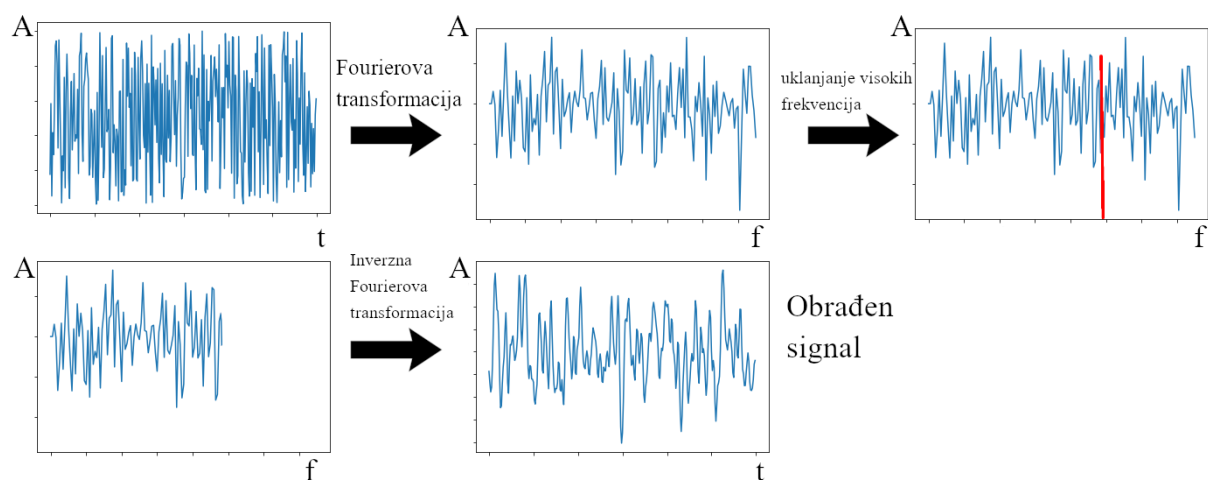 A
Fourierova
transformacija
t
A
f
uklanjanje visokih
frekvencija
A
f
A
f
Inverzna
Fourierova
transformacija
A
t
Obrađen
signal